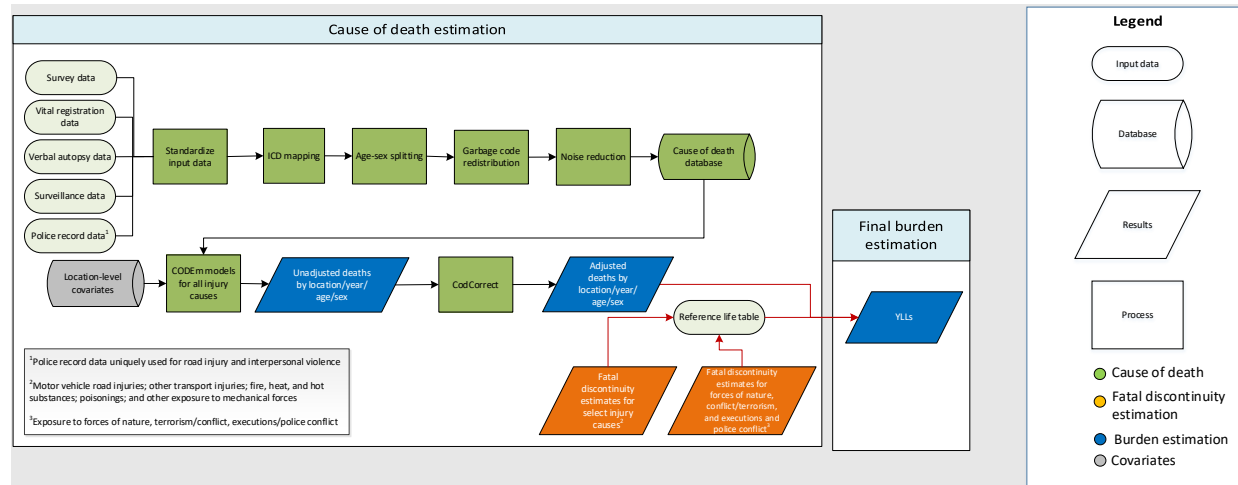 Cause of death estimation
Survey data
Vital registration
data
Verbal autopsy data
Surveillance data
Police record data1
Standardize
input data
ICD mapping
Age-sex splitting
Garbage code
redistribution
Noise reduction
Cause of death
database
Location-level
covariates
CODEm models
for all injury
causes
Unadjusted deaths
by location/year/
age/sex
CodCorrect
Adjusted
deaths by
location/year/
age/sex
Reference life table
Fatal
discontinuity
estimates for
select injury
causes2
Fatal discontinuity
estimates for
forces of nature,
conflict/terrorism,
and executions and
police conflict3
1Police record data uniquely used for road injury and interpersonal violence
2Motor vehicle road injuries; other transport injuries; fire, heat, and hot
substances; poisonings; and other exposure to mechanical forces
3Exposure to forces of nature, terrorism/conflict, executions/police conflict
Final burden
estimation
YLLs
Legend
Input data
Database
Results
Process
Cause of death
Fatal discontinuity
estimation
Burden estimation
Covariates